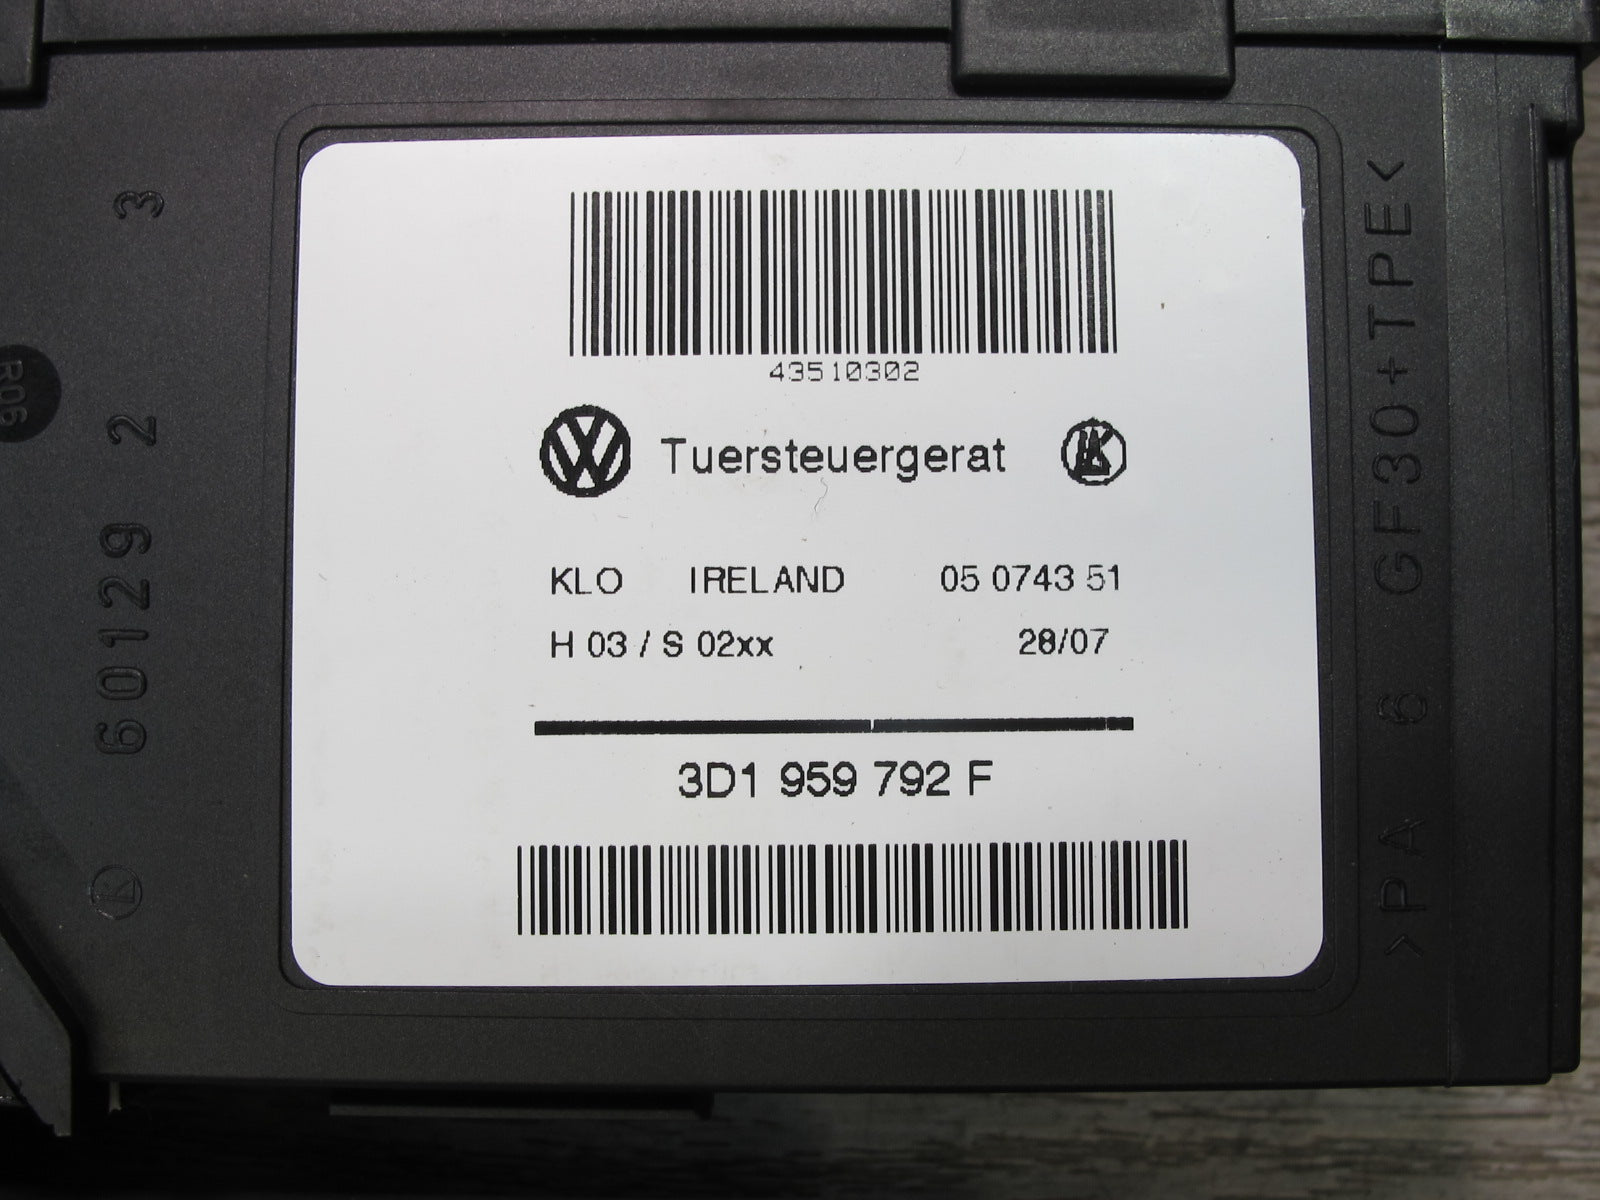 43510302
Tuersteuergerat
KLO IRELAND 05 0743 51
H 03 / S 02xx 28/07
3D1 959 792 F
60129 2 3
R06
>PA 6 GF30+TPE<